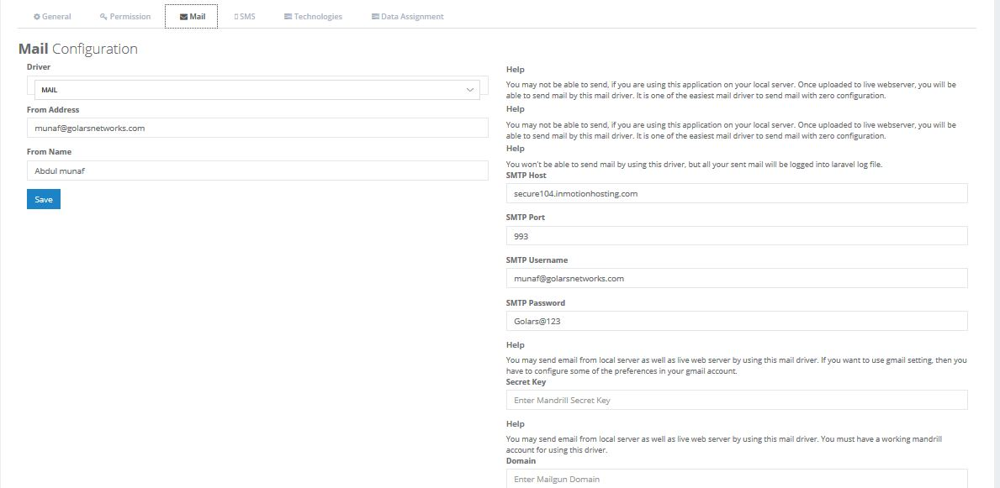 General
Permission
Mail
SMS
Technologies
Data Assignment
Mail Configuration
Driver
MAIL
From Address
munaf@golarsnetworks.com
From Name
Abdul munaf
Save
Help
You may not be able to send, if you are using this application on your local server. Once uploaded to live webserver, you will be
able to send mail by this mail driver. It is one of the easiest mail driver to send mail with zero configuration.
Help
You may not be able to send, if you are using this application on your local server. Once uploaded to live webserver, you will be
able to send mail by this mail driver. It is one of the easiest mail driver to send mail with zero configuration.
Help
You won't be able to send mail by using this driver, but all your sent mail will be logged into laravel log file.
SMTP Host
secure104.inmotionhosting.com
SMTP Port
993
SMTP Username
munaf@golarsnetworks.com
SMTP Password
Golars@123
Help
You may send email from local server as well as live web server by using this mail driver. If you want to use gmail setting, then you
have to configure some of the preferences in your gmail account.
Secret Key
Enter Mandrill Secret Key
Help
You may send email from local server as well as live web server by using this mail driver. You must have a working mandrill
account for using this driver.
Domain
Enter Mailgun Domain